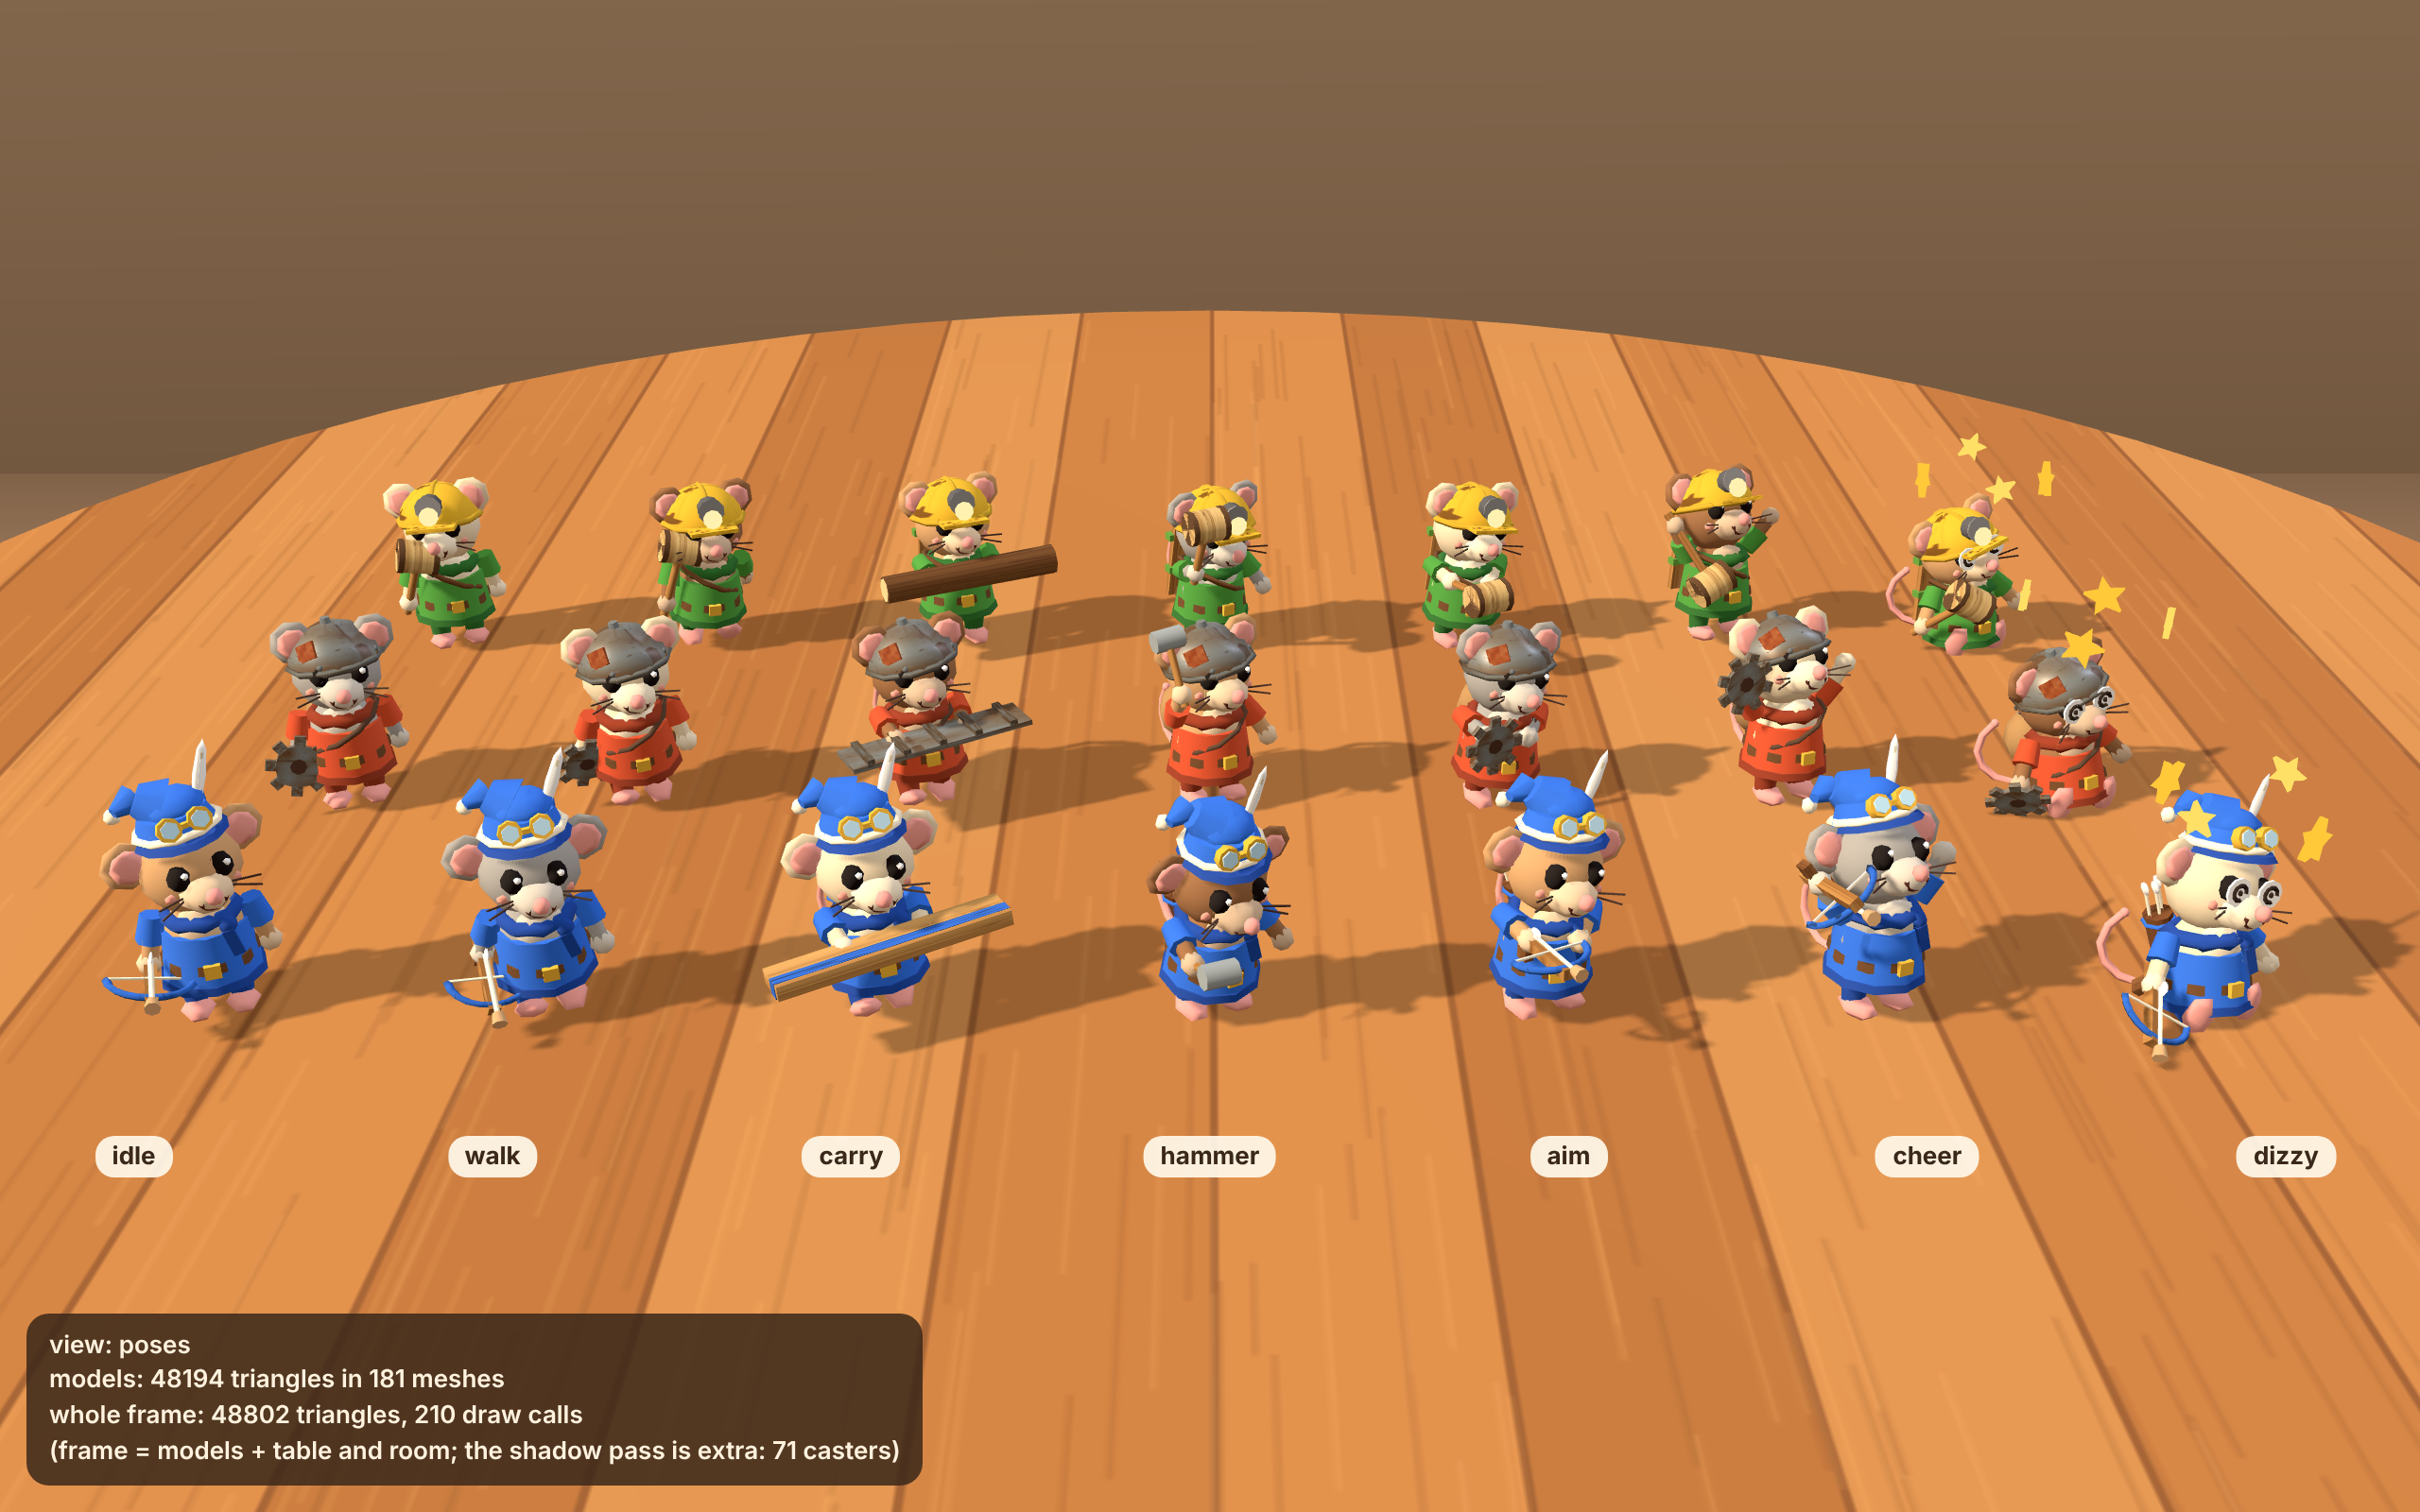 idle
walk
carry
hammer
aim
cheer
dizzy
view: poses
models: 48194 triangles in 181 meshes
whole frame: 48802 triangles, 210 draw calls
(frame = models + table and room; the shadow pass is extra: 71 casters)